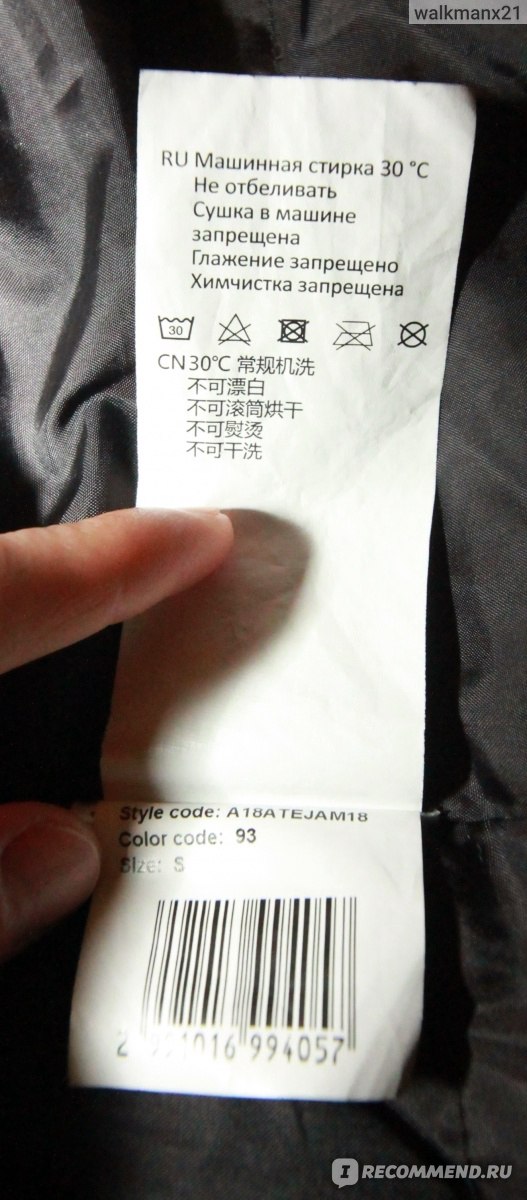 walkmanx21
RU Машинная стирка 30 °C
Не отбеливать
Сушка в машине
запрещена
Глажение запрещено
Химчистка запрещена
30
CN30℃ 常规机洗
不可漂白
不可滚筒烘干
不可熨烫
不可干洗
Style code: A18ATEJAM18
Color code: 93
Size: S
994057
IRECOMMEND.RU